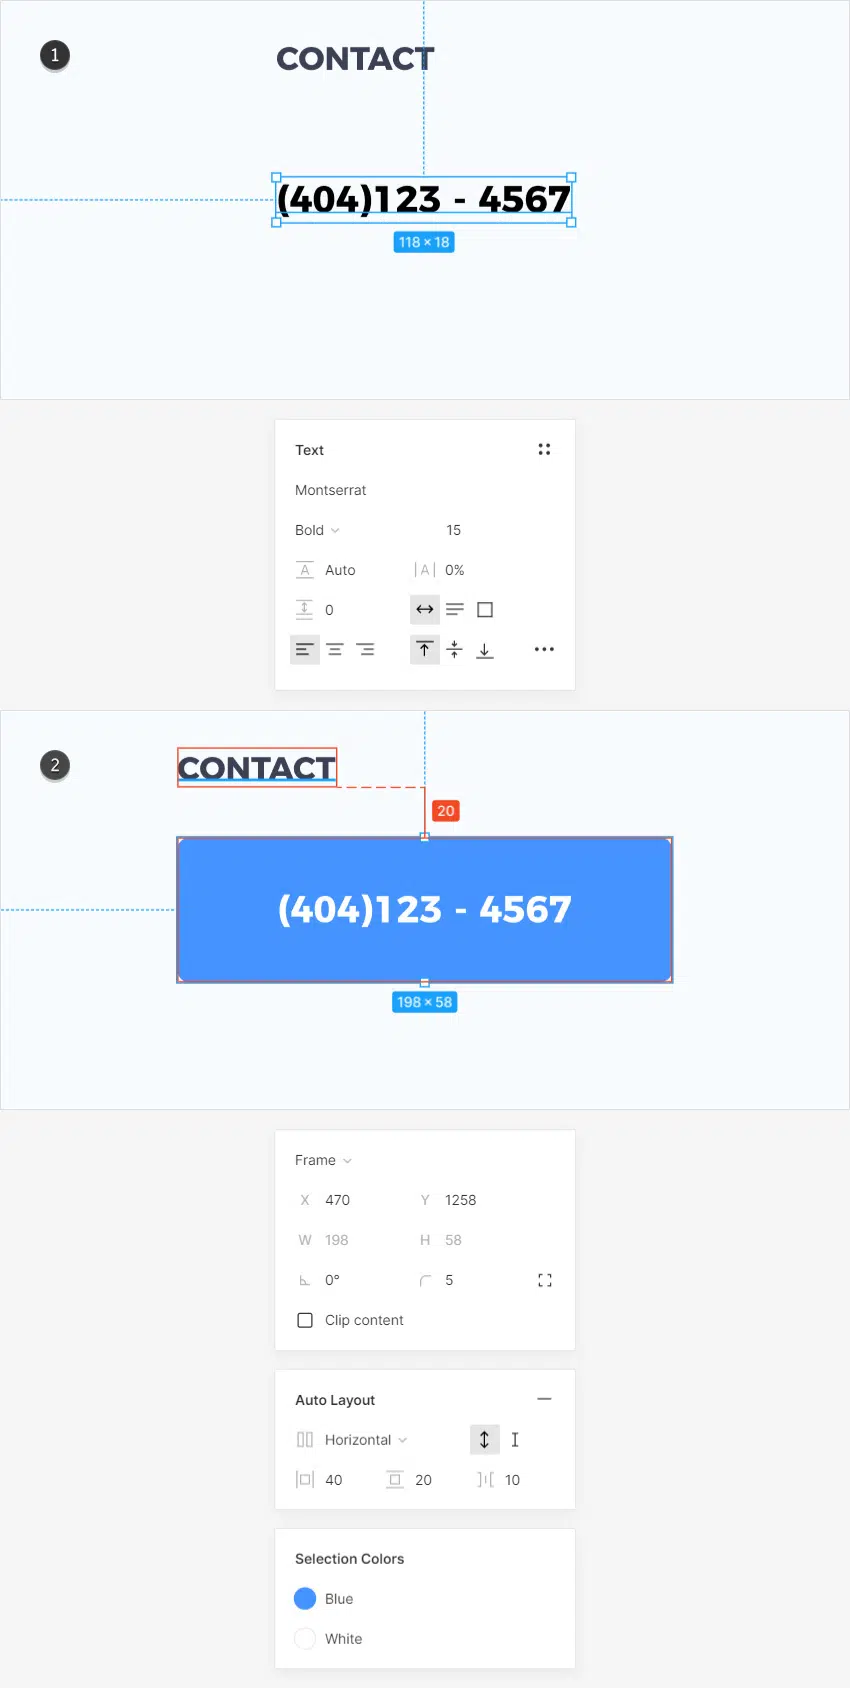 1
CONTACT
(404)123 - 4567
118 × 18
Text
Montserrat
Bold 15
A Auto |A| 0%
0
2
CONTACT
20
(404)123 - 4567
198 × 58
Frame
X 470 Y 1258
W 198 H 58
0° 5
Clip content
Auto Layout
Horizontal
40 20 10
Selection Colors
Blue
White